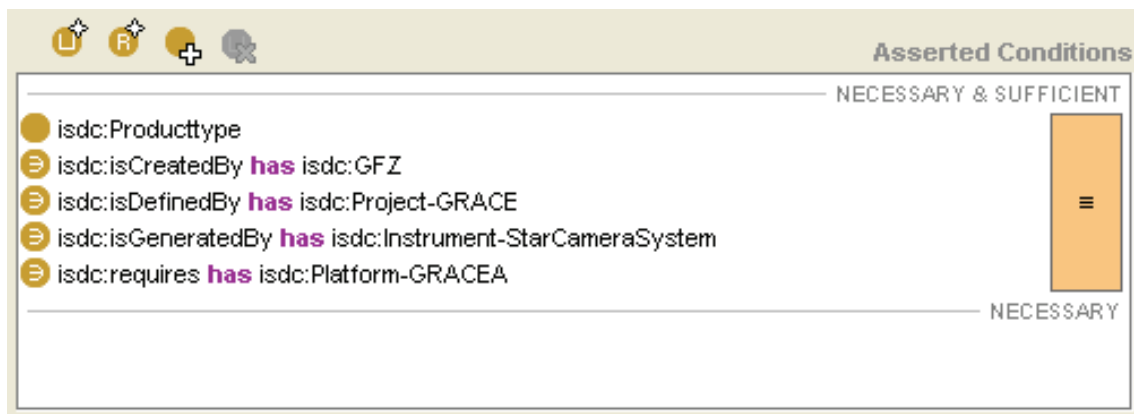 Asserted Conditions
NECESSARY & SUFFICIENT
isdc:Producttype
isdc:isCreatedBy has isdc:GFZ
isdc:isDefinedBy has isdc:Project-GRACE
isdc:isGeneratedBy has isdc:Instrument-StarCameraSystem
isdc:requires has isdc:Platform-GRACEA
NECESSARY